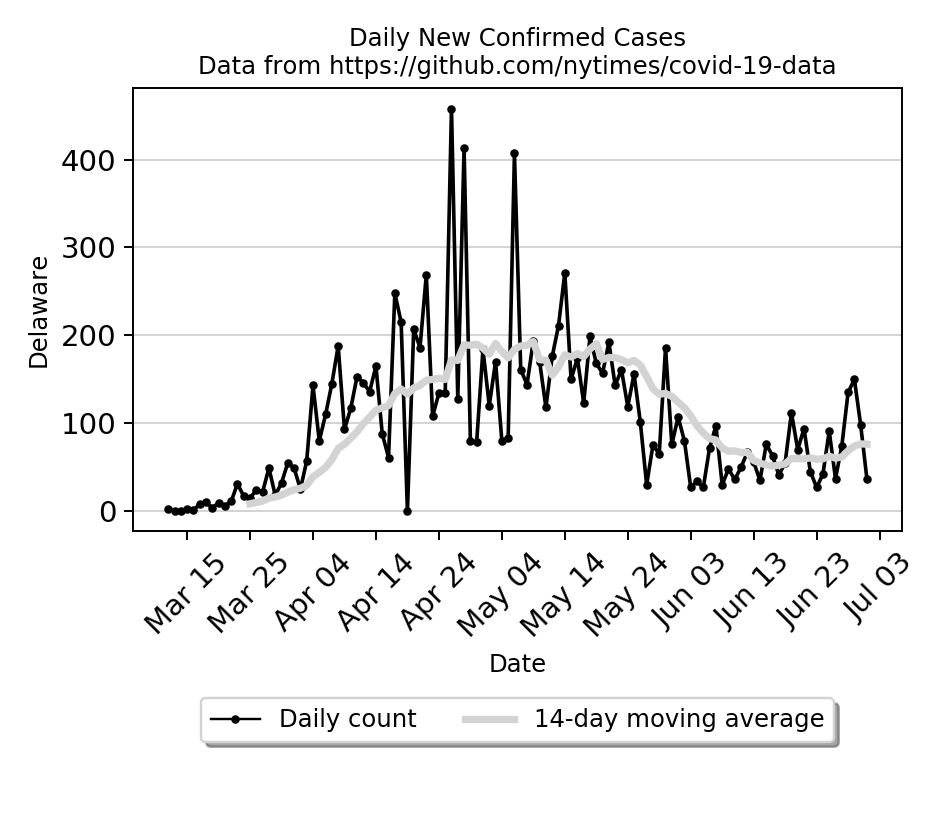 Daily New Confirmed Cases
Data from https://github.com/nytimes/covid-19-data
400
300
200
100
0
Delaware
Mar 15
Mar 25
Apr 04
Apr 14
Apr 24
May 04
May 14
May 24
Jun 03
Jun 13
Jun 23
Jul 03
Date
Daily count
14-day moving average